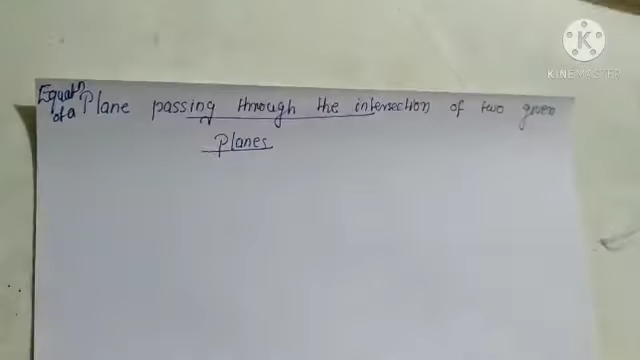 KINEMASTER
Equatn of a Plane passing through the intersection of two given
Planes